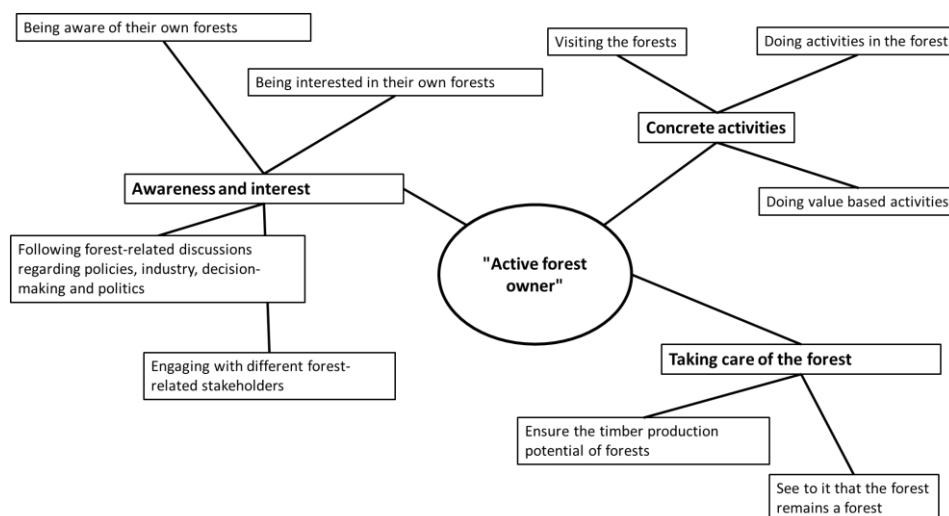 Being aware of their own forests
Being interested in their own forests
Awareness and interest
Following forest-related discussions
regarding policies, industry, decision-
making and politics
Engaging with different forest-
related stakeholders
"Active forest
owner"
Visiting the forests
Doing activities in the forest
Concrete activities
Doing value based activities
Taking care of the forest
Ensure the timber production
potential of forests
See to it that the forest
remains a forest